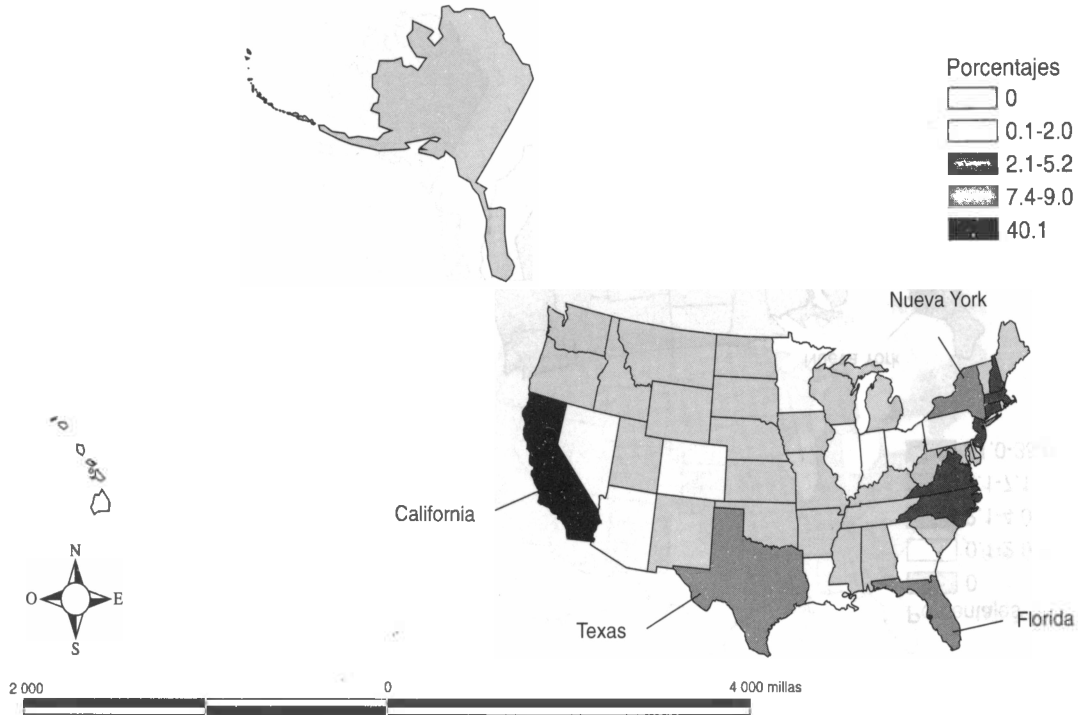 Porcentajes
0
0.1-2.0
2.1-5.2
7.4-9.0
40.1
Nueva York
California
Texas
Florida
N
O E
S
2 000 0 4 000 millas